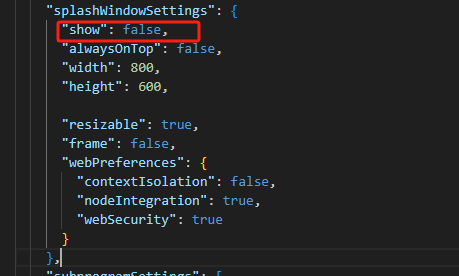 "splashWindowSettings": {
"show": false,
"alwaysOnTop": false,
"width": 800,
"height": 600,
"resizable": true,
"frame": false,
"webPreferences": {
"contextIsolation": false,
"nodeIntegration": true,
"webSecurity": true
}
},
"subprogramSettings": [